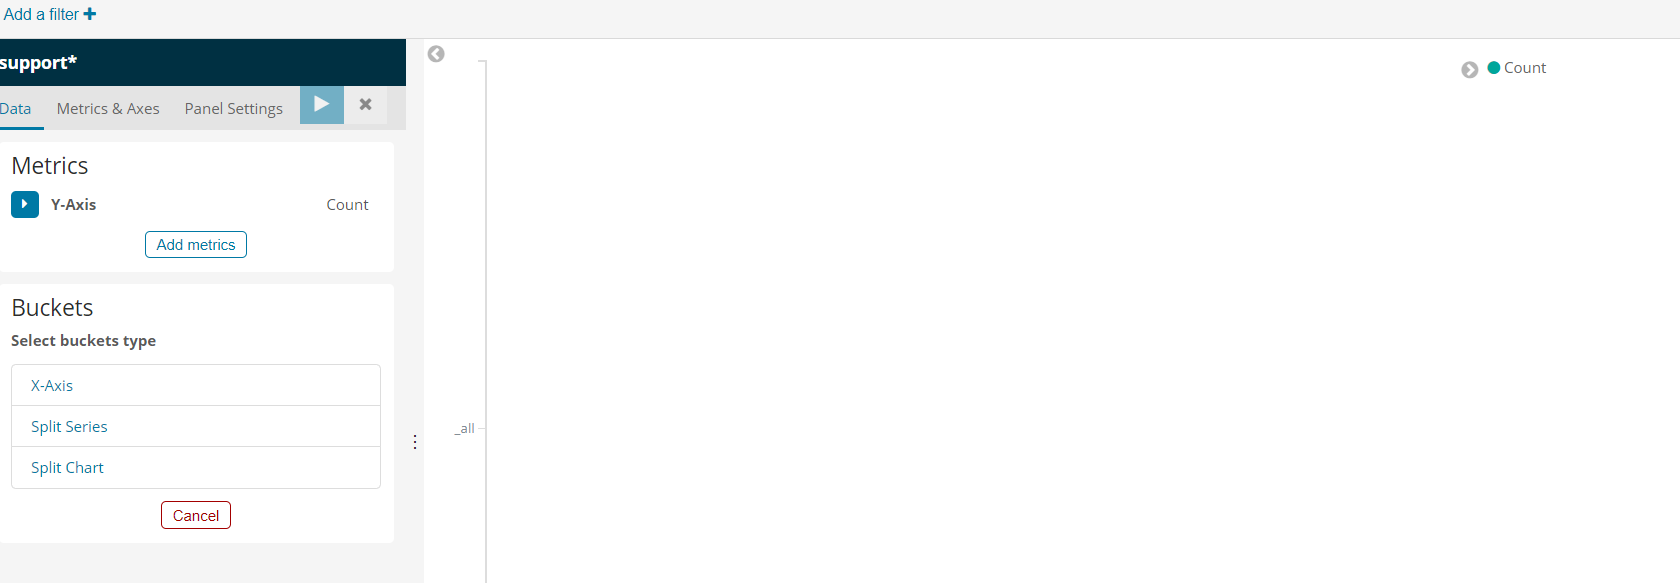 Add a filter +
support*
Data Metrics & Axes Panel Settings
Metrics
Y-Axis Count
Add metrics
Buckets
Select buckets type
X-Axis
Split Series
Split Chart
Cancel
_all
Count